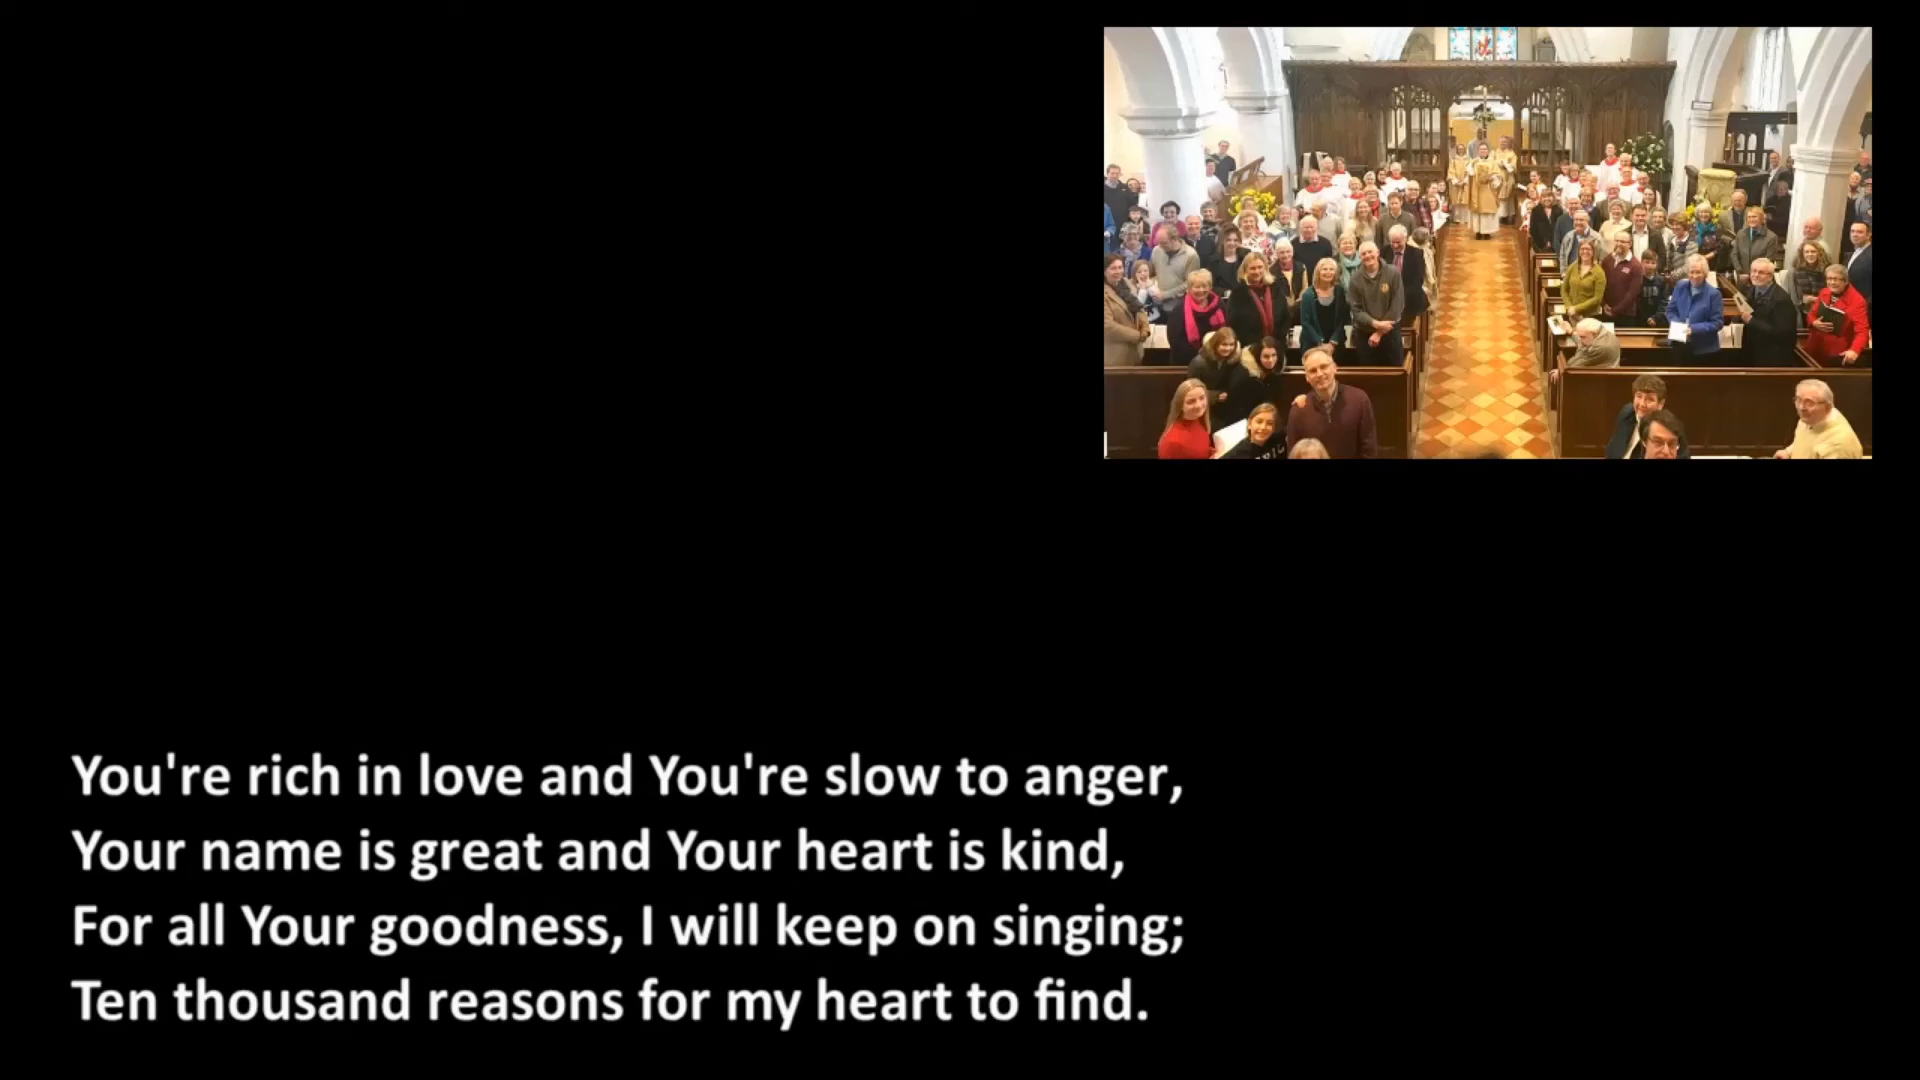 You're rich in love and You're slow to anger,
Your name is great and Your heart is kind,
For all Your goodness, I will keep on singing;
Ten thousand reasons for my heart to find.